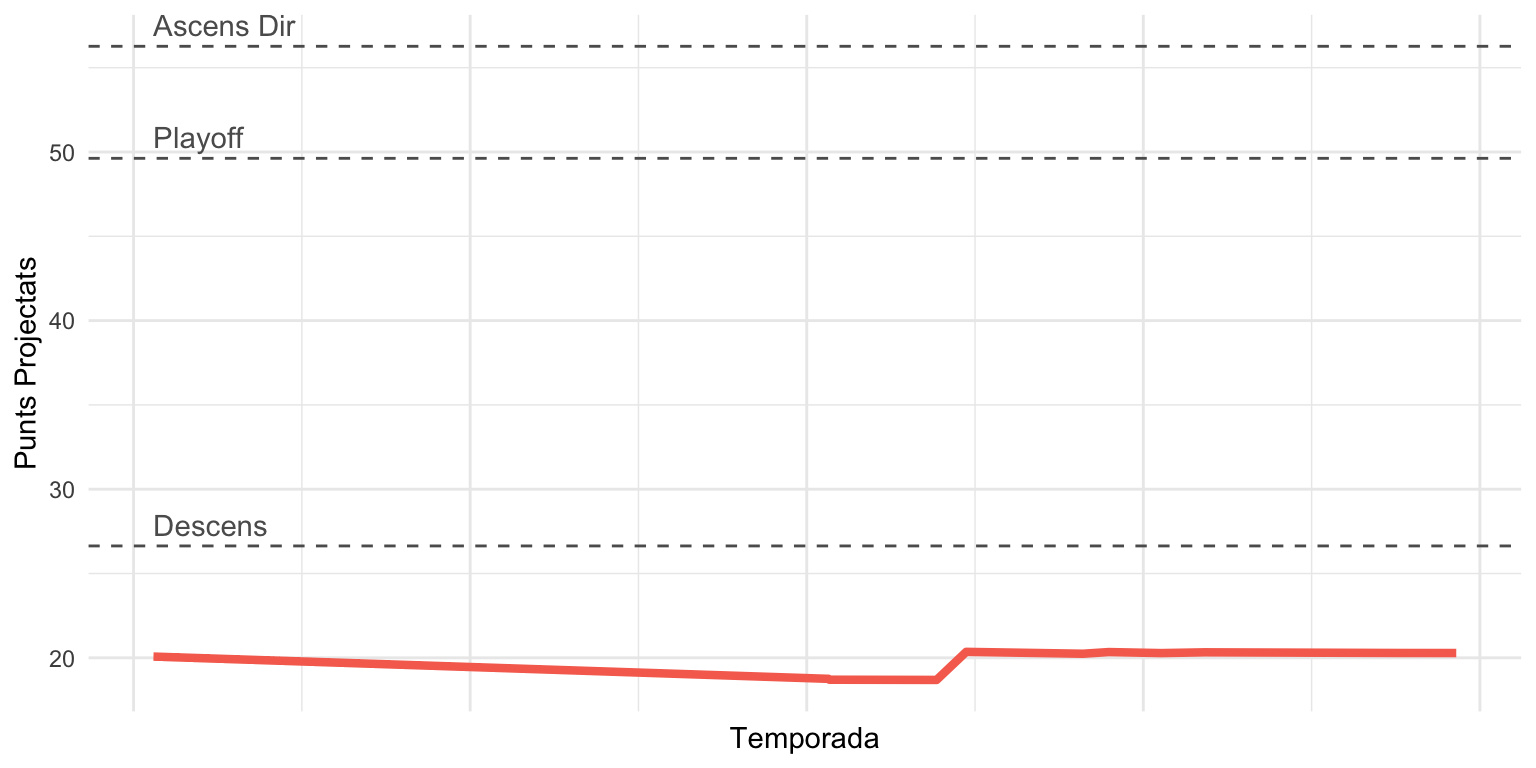 Ascens Dir
Playoff
50
40
Punts Projectats
30
Descens
20
Temporada